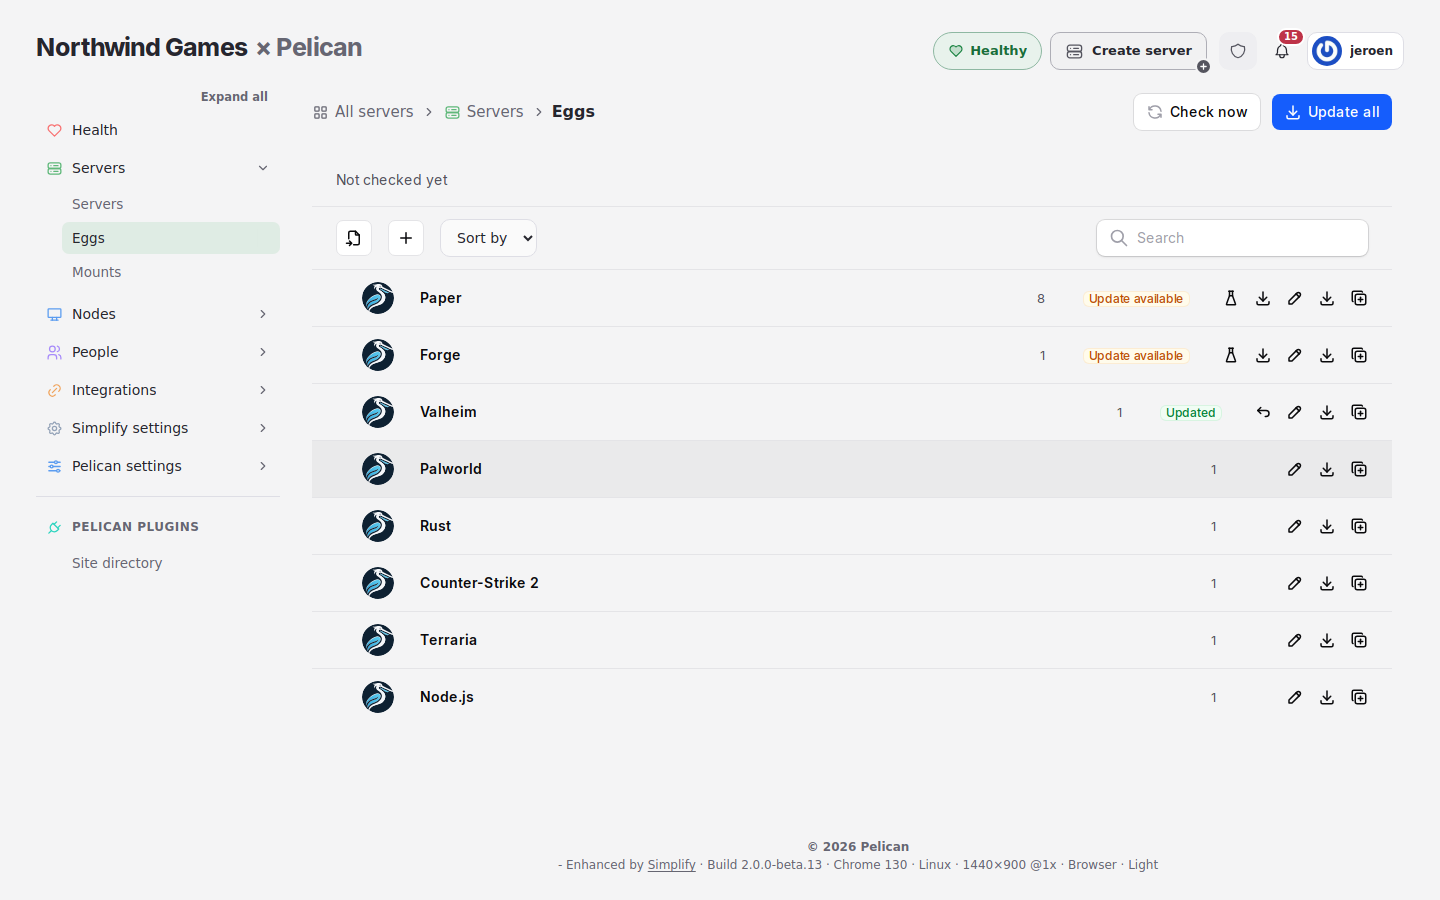 Northwind Games × Pelican
Healthy
Create server
15
jeroen
Expand all
Health
Servers
Servers
Eggs
Mounts
Nodes
People
Integrations
Simplify settings
Pelican settings
PELICAN PLUGINS
Site directory
All servers > Servers > Eggs
Check now
Update all
Not checked yet
Sort by
Search
Paper 8 Update available
Forge 1 Update available
Valheim 1 Updated
Palworld 1
Rust 1
Counter-Strike 2 1
Terraria 1
Node.js 1
© 2026 Pelican
- Enhanced by Simplify · Build 2.0.0-beta.13 · Chrome 130 · Linux · 1440×900 @1x · Browser · Light